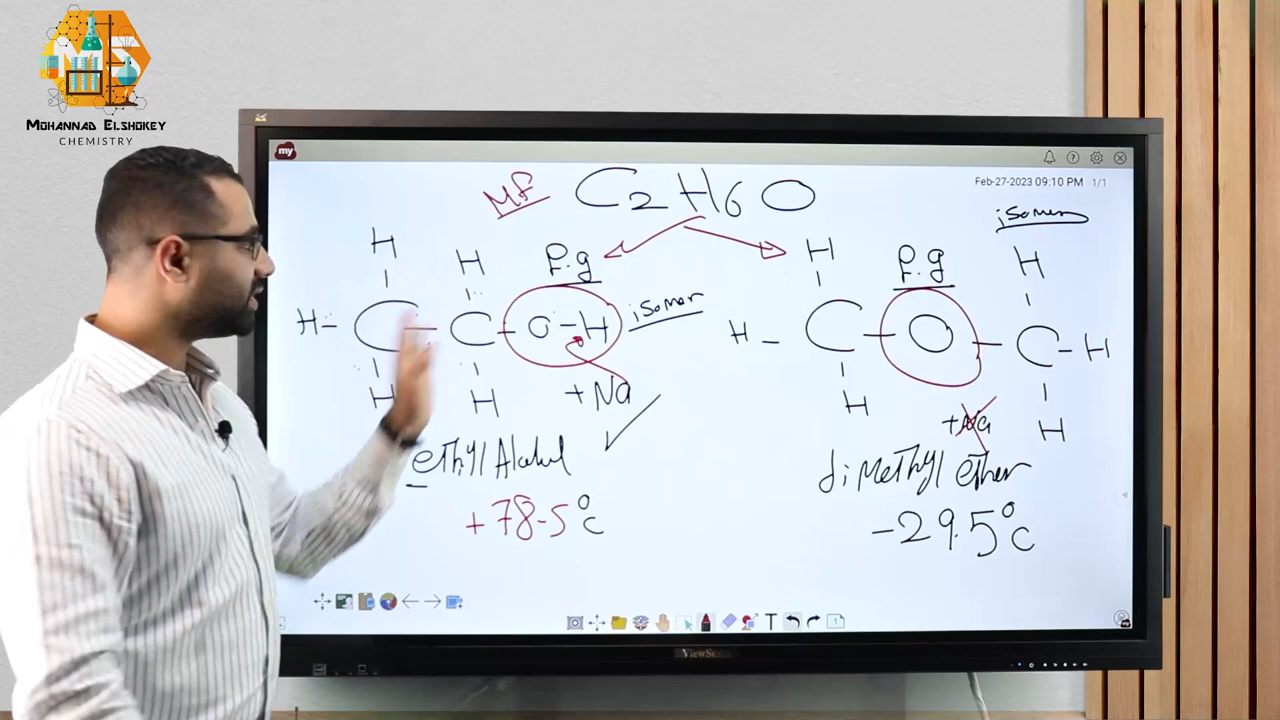 MOHANNAD ELSHOKEY
CHEMISTRY
my
Feb-27-2023 09:10 PM 1/1
MF C2H6O
isomer
H H F.g H F.g H
H - C - C - O - H isomer H - C - O - C - H
H H + Na H + Na H
ethyl Alcohol dimethyl ether
+78.5°C -29.5°C
T
ViewSonic